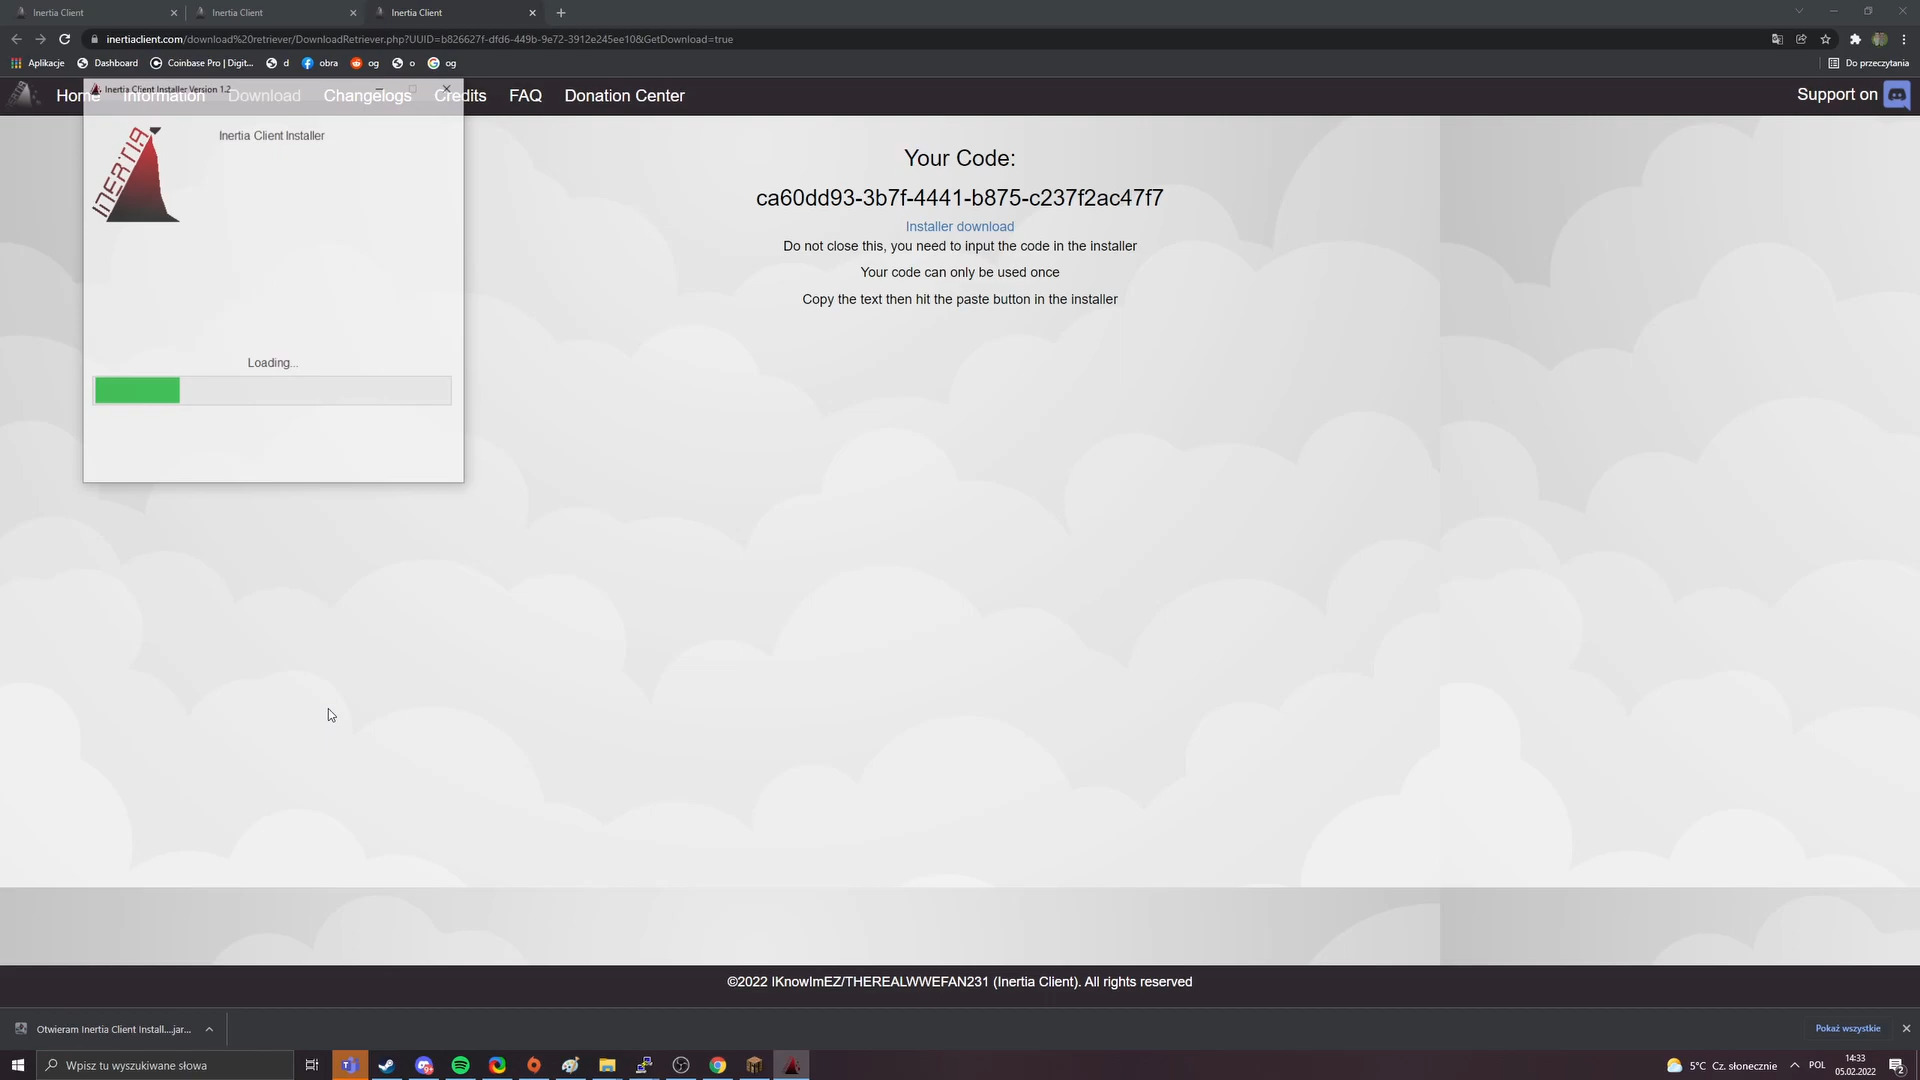 Inertia Client
Inertia Client
Inertia Client
inertiaclient.com/download%20retriever/DownloadRetriever.php?UUID=b826627f-dfd6-449b-9e72-3912e245ee10&GetDownload=true
Aplikacje Dashboard Coinbase Pro | Digit... d obra og o og Do przeczytania
Inertia Client Installer Version 1.2
Home Information Download Changelogs Credits FAQ Donation Center Support on
INERTIA
Inertia Client Installer
Your Code:
ca60dd93-3b7f-4441-b875-c237f2ac47f7
Installer download
Do not close this, you need to input the code in the installer
Your code can only be used once
Copy the text then hit the paste button in the installer
Loading...
©2022 IKnowImEZ/THEREALWWEFAN231 (Inertia Client). All rights reserved
Otwieram Inertia Client Install....jar... Pokaż wszystkie
Wpisz tu wyszukiwane słowa
5°C Cz. słonecznie POL 14:33
05.02.2022